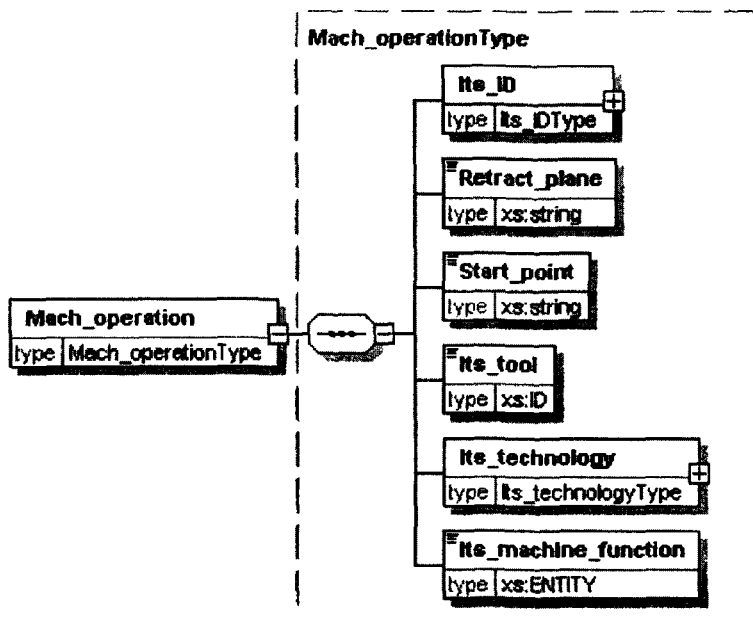 Mach_operationType
Its_ID
type Its_IDType
Retract_plane
type xs:string
Start_point
type xs:string
Mach_operation
type Mach_operationType
Its_tool
type xs:ID
Its_technology
type Its_technologyType
Its_machine_function
type xs:ENTITY